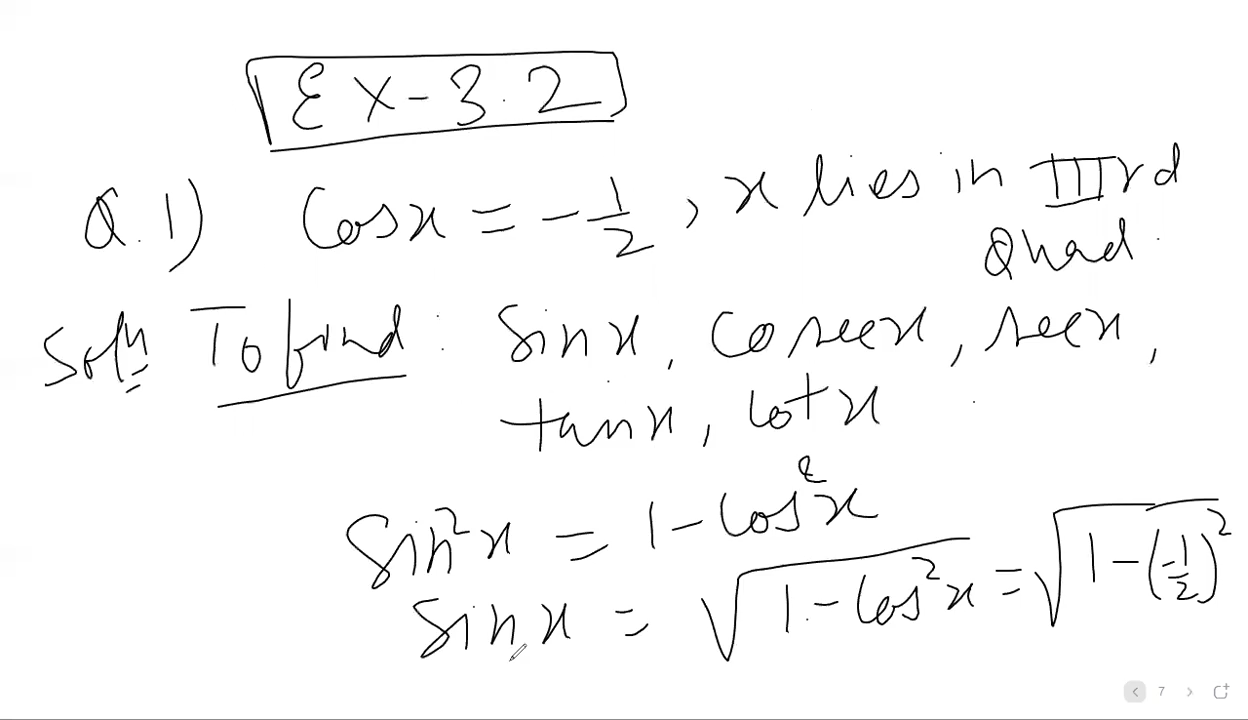 Ex-3.2
Q.1) Cosx = -1/2, x lies in IIIrd
Quad.
Soln To find: Sinx, Cosecx, secx,
tanx, Cotx
Sin²x = 1 - Cos²x
Sinx = √(1 - Cos²x) = √(1 - (-1/2)²)
7